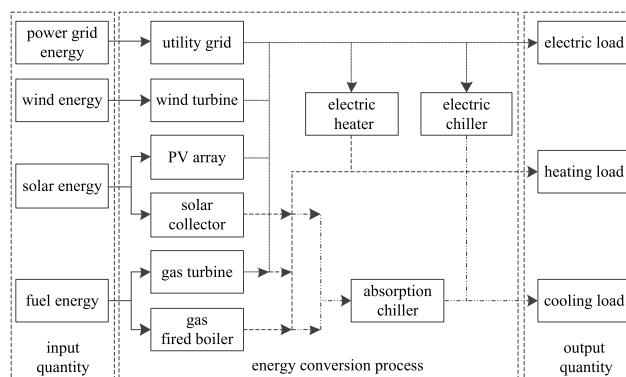 power grid
energy
utility grid
electric load
wind energy
wind turbine
electric
heater
electric
chiller
PV array
solar energy
heating load
solar
collector
gas turbine
fuel energy
absorption
chiller
cooling load
gas
fired boiler
input
quantity
energy conversion process
output
quantity